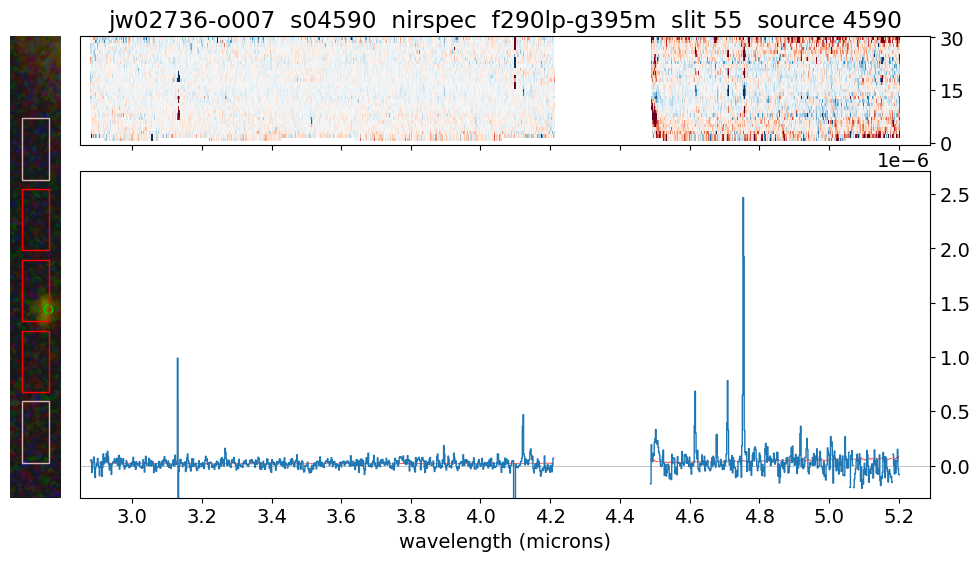 jw02736-o007  s04590  nirspec  f290lp-g395m  slit 55  source 4590
30
15
0
3.0 3.2 3.4 3.6 3.8 4.0 4.2 4.4 4.6 4.8 5.0 5.2
1e−6
2.5
2.0
1.5
1.0
0.5
0.0
wavelength (microns)